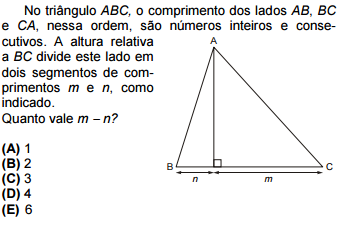 No triângulo ABC, o comprimento dos lados AB, BC
e CA, nessa ordem, são números inteiros e conse-
cutivos. A altura relativa
a BC divide este lado em
dois segmentos de com-
primentos m e n, como
indicado.
Quanto vale m – n?
(A) 1
(B) 2
(C) 3
(D) 4
(E) 6
A
B
C
n
m